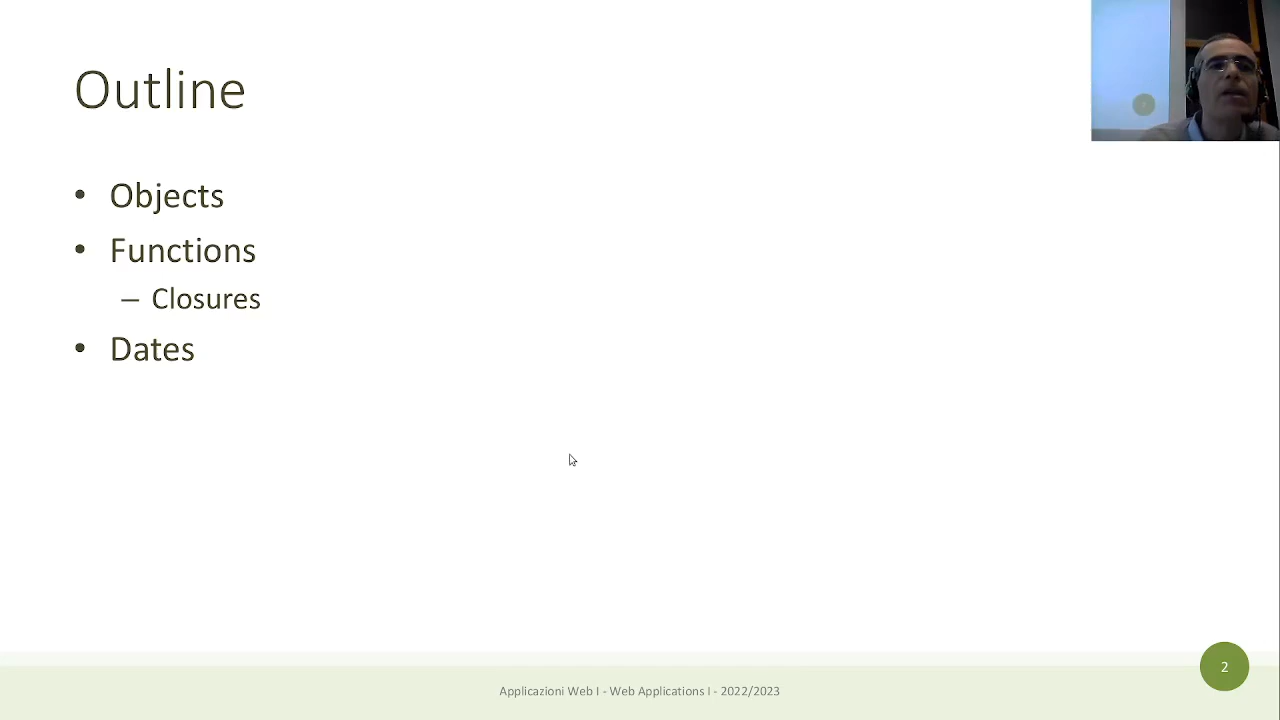 Outline
• Objects
• Functions
– Closures
• Dates
2
Applicazioni Web I - Web Applications I - 2022/2023